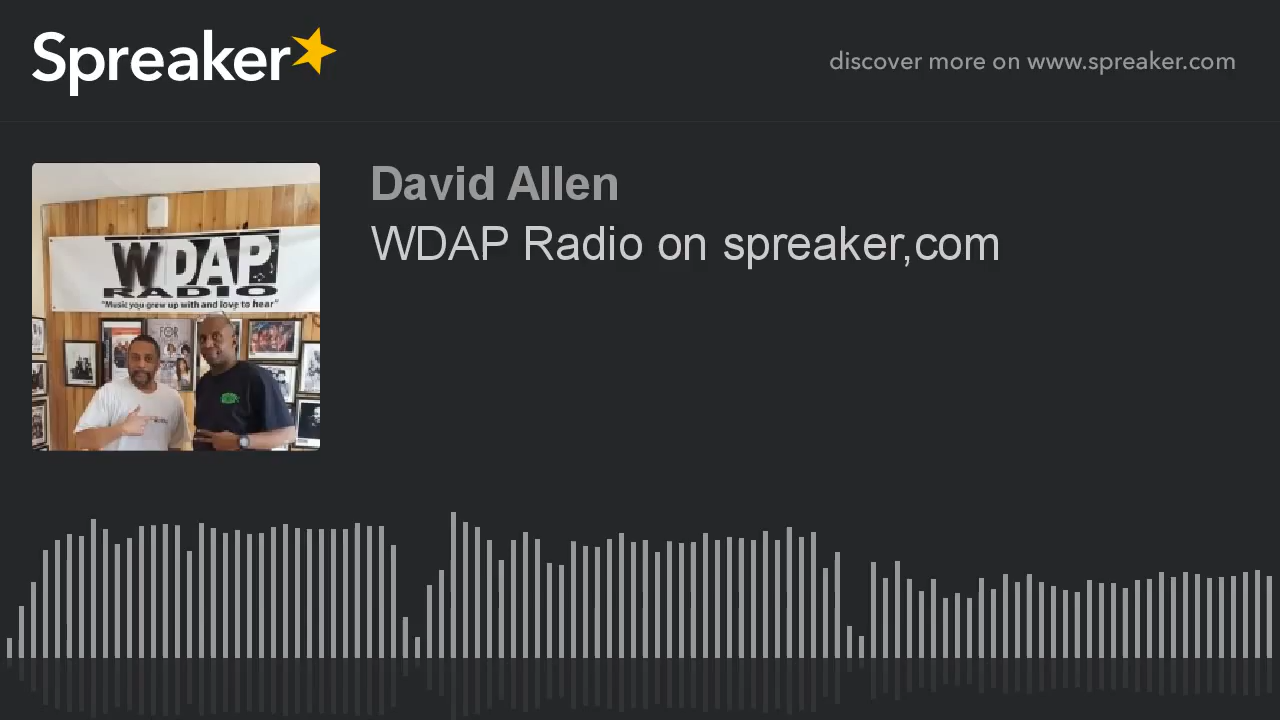 Spreaker
discover more on www.spreaker.com
David Allen
WDAP Radio on spreaker,com
WDAP
RADIO
"Music you grew up with and love to hear"
FOR